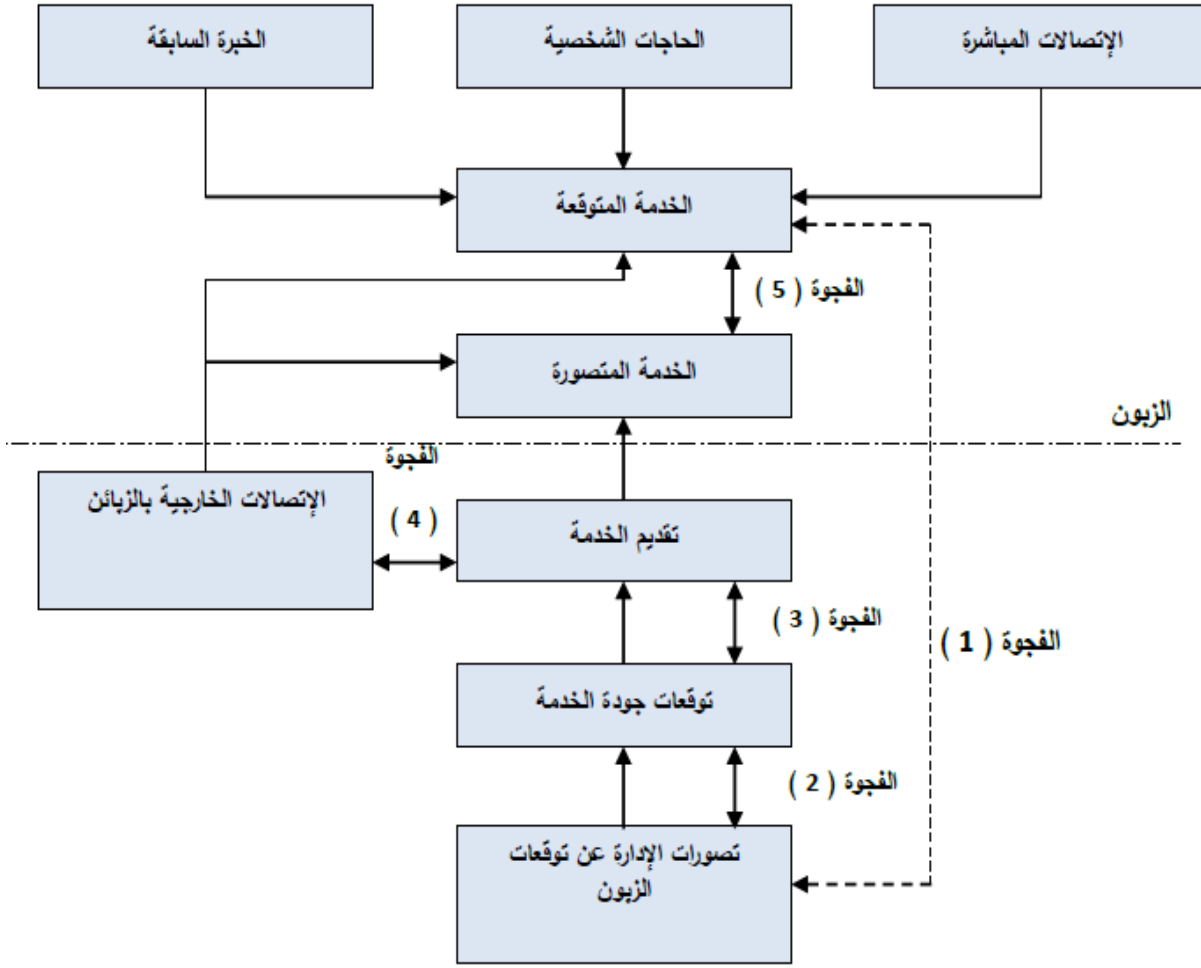 الإتصالات المباشرة
الحاجات الشخصية
الخبرة السابقة
الخدمة المتوقعة
الفجوة ( 5 )
الخدمة المتصورة
الزبون
الفجوة
( 4 )
الإتصالات الخارجية بالزبائن
تقديم الخدمة
الفجوة ( 3 )
الفجوة ( 1 )
توقعات جودة الخدمة
الفجوة ( 2 )
تصورات الإدارة عن توقعات
الزبون